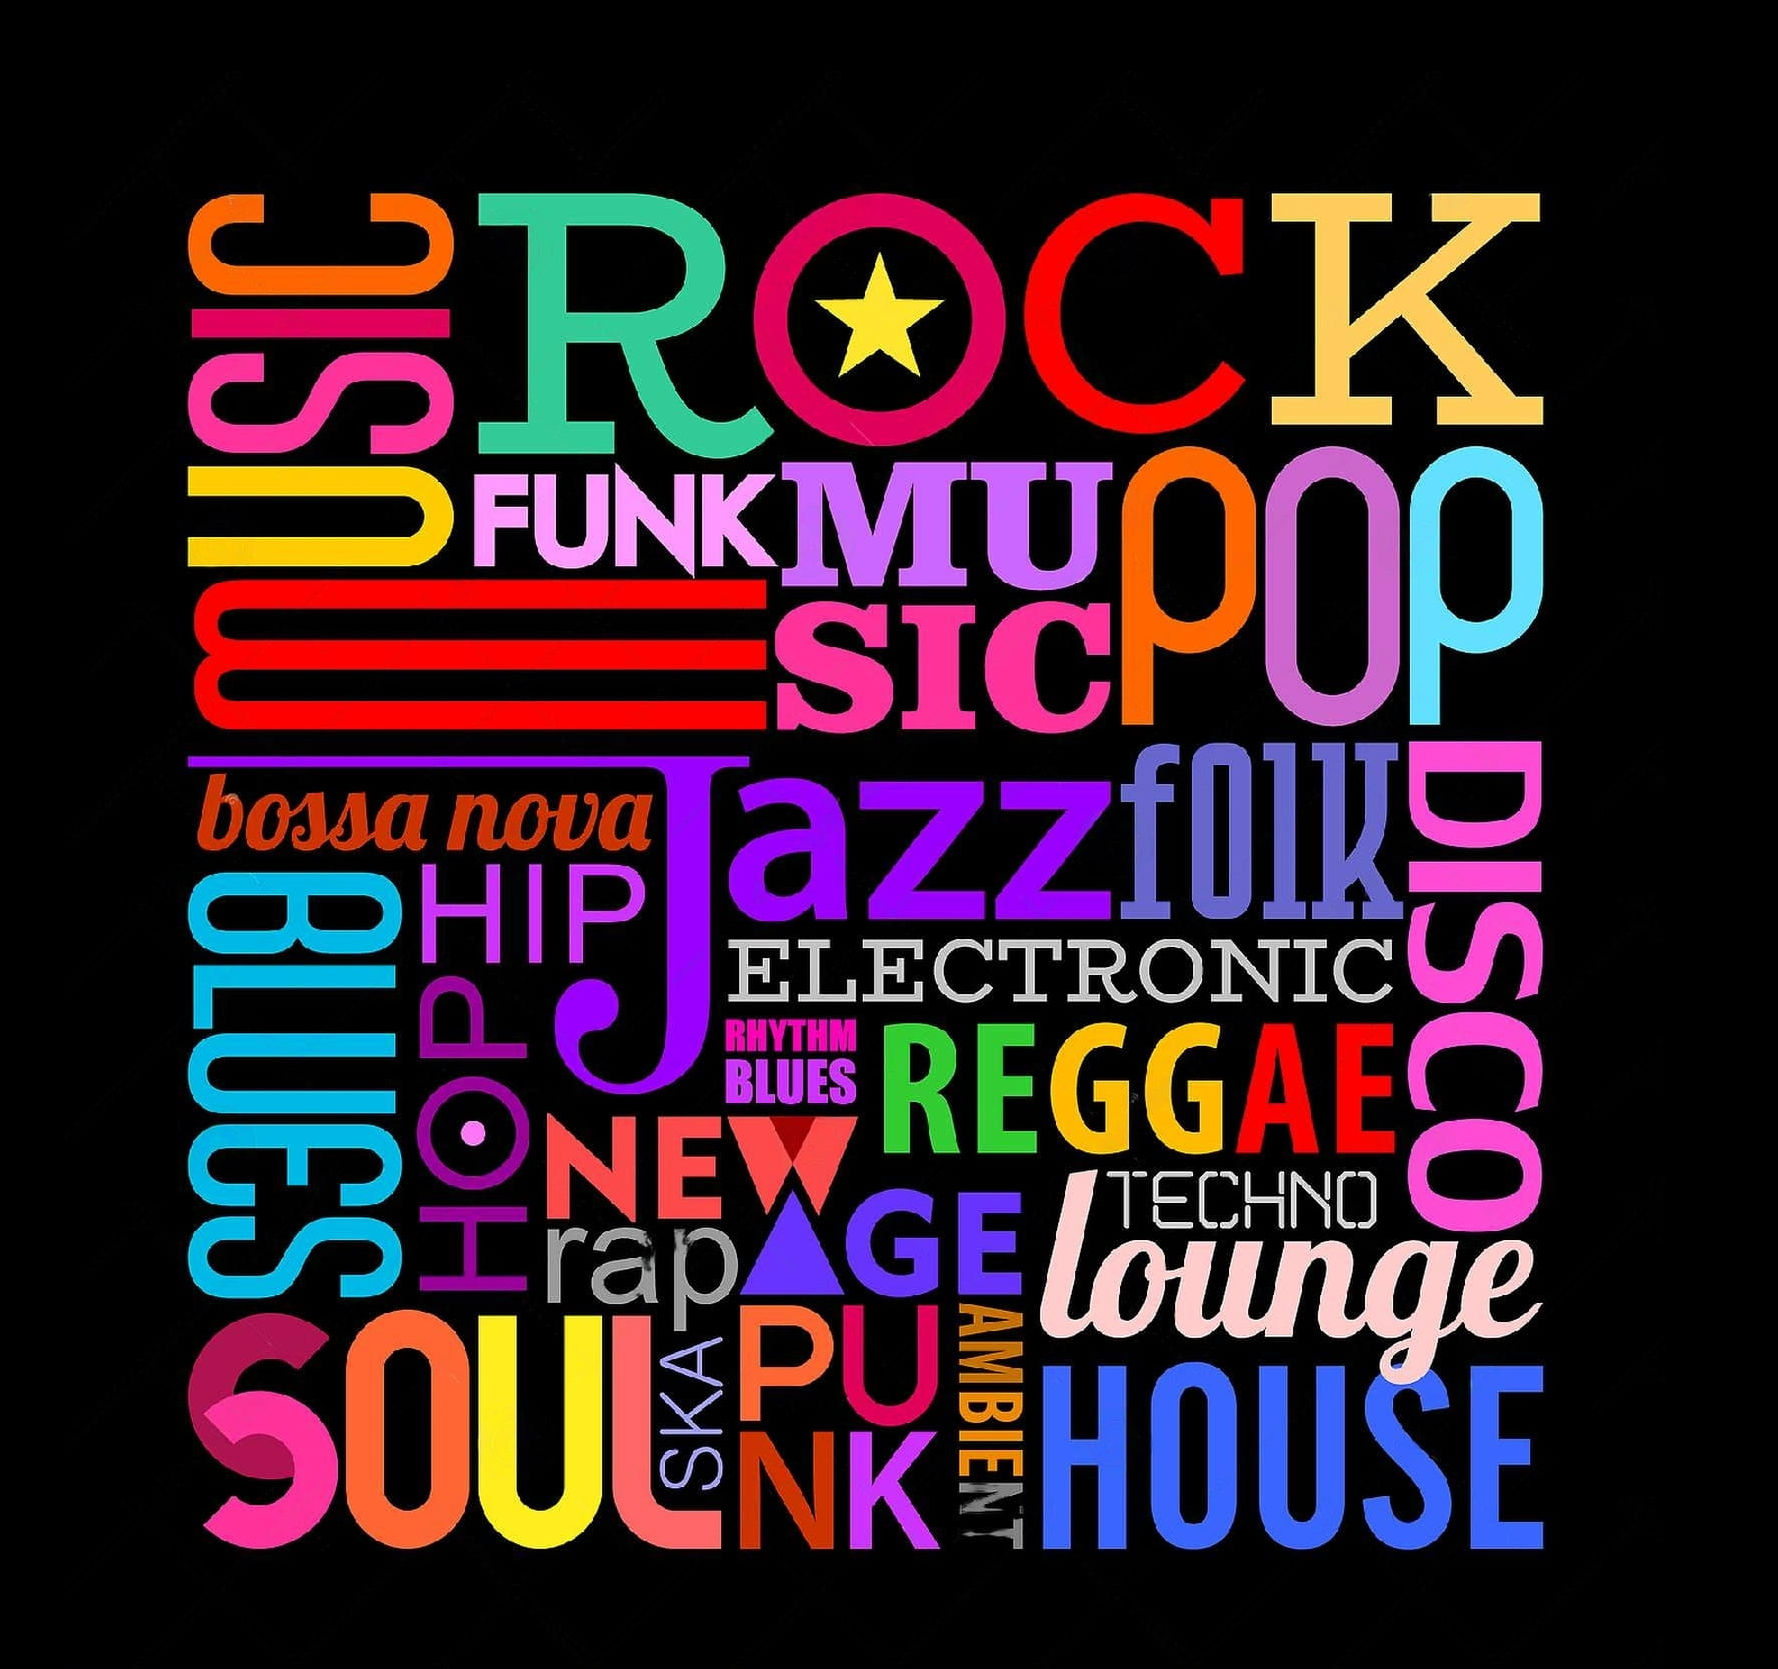 mUSIC
ROCK
FUNK
MU
SIC
POP
Jazz
bossa nova
folk
DISCO
BLUES
HIP
HOP
ELECTRONIC
RHYTHM
BLUES
REGGAE
NEW
AGE
rap
TECHNO
lounge
SOUL
SKA
PU
NK
AMBIENT
HOUSE